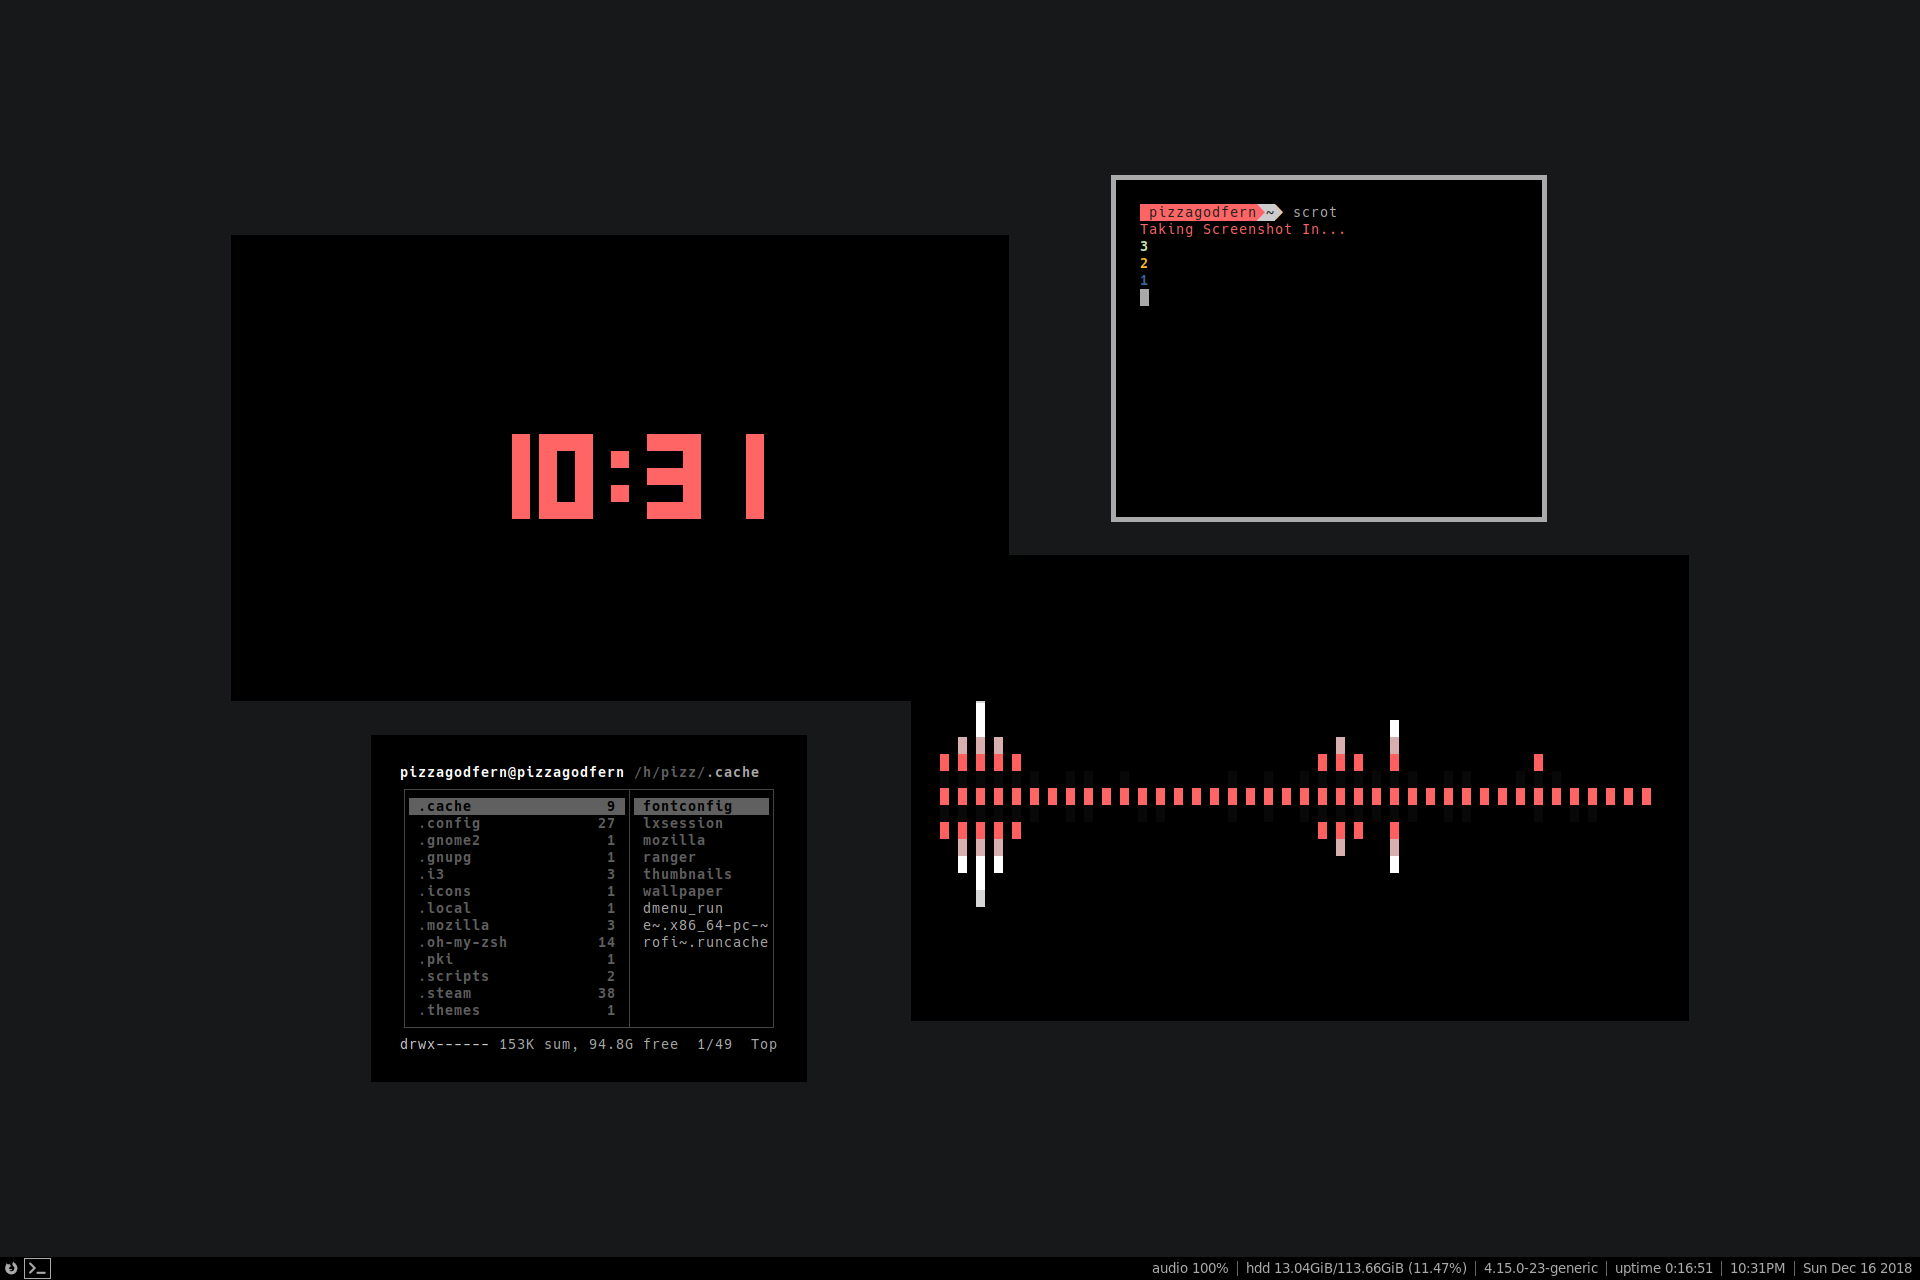 10:31
pizzagodfern ~ scrot
Taking Screenshot In...
3
2
1
pizzagodfern@pizzagodfern /h/pizz/.cache
.cache 9 fontconfig
.config 27 lxsession
.gnome2 1 mozilla
.gnupg 1 ranger
.i3 3 thumbnails
.icons 1 wallpaper
.local 1 dmenu_run
.mozilla 3 e~.x86_64-pc-~
.oh-my-zsh 14 rofi~.runcache
.pki 1
.scripts 2
.steam 38
.themes 1
drwx------ 153K sum, 94.8G free 1/49 Top
audio 100% | hdd 13.04GiB/113.66GiB (11.47%) | 4.15.0-23-generic | uptime 0:16:51 | 10:31PM | Sun Dec 16 2018